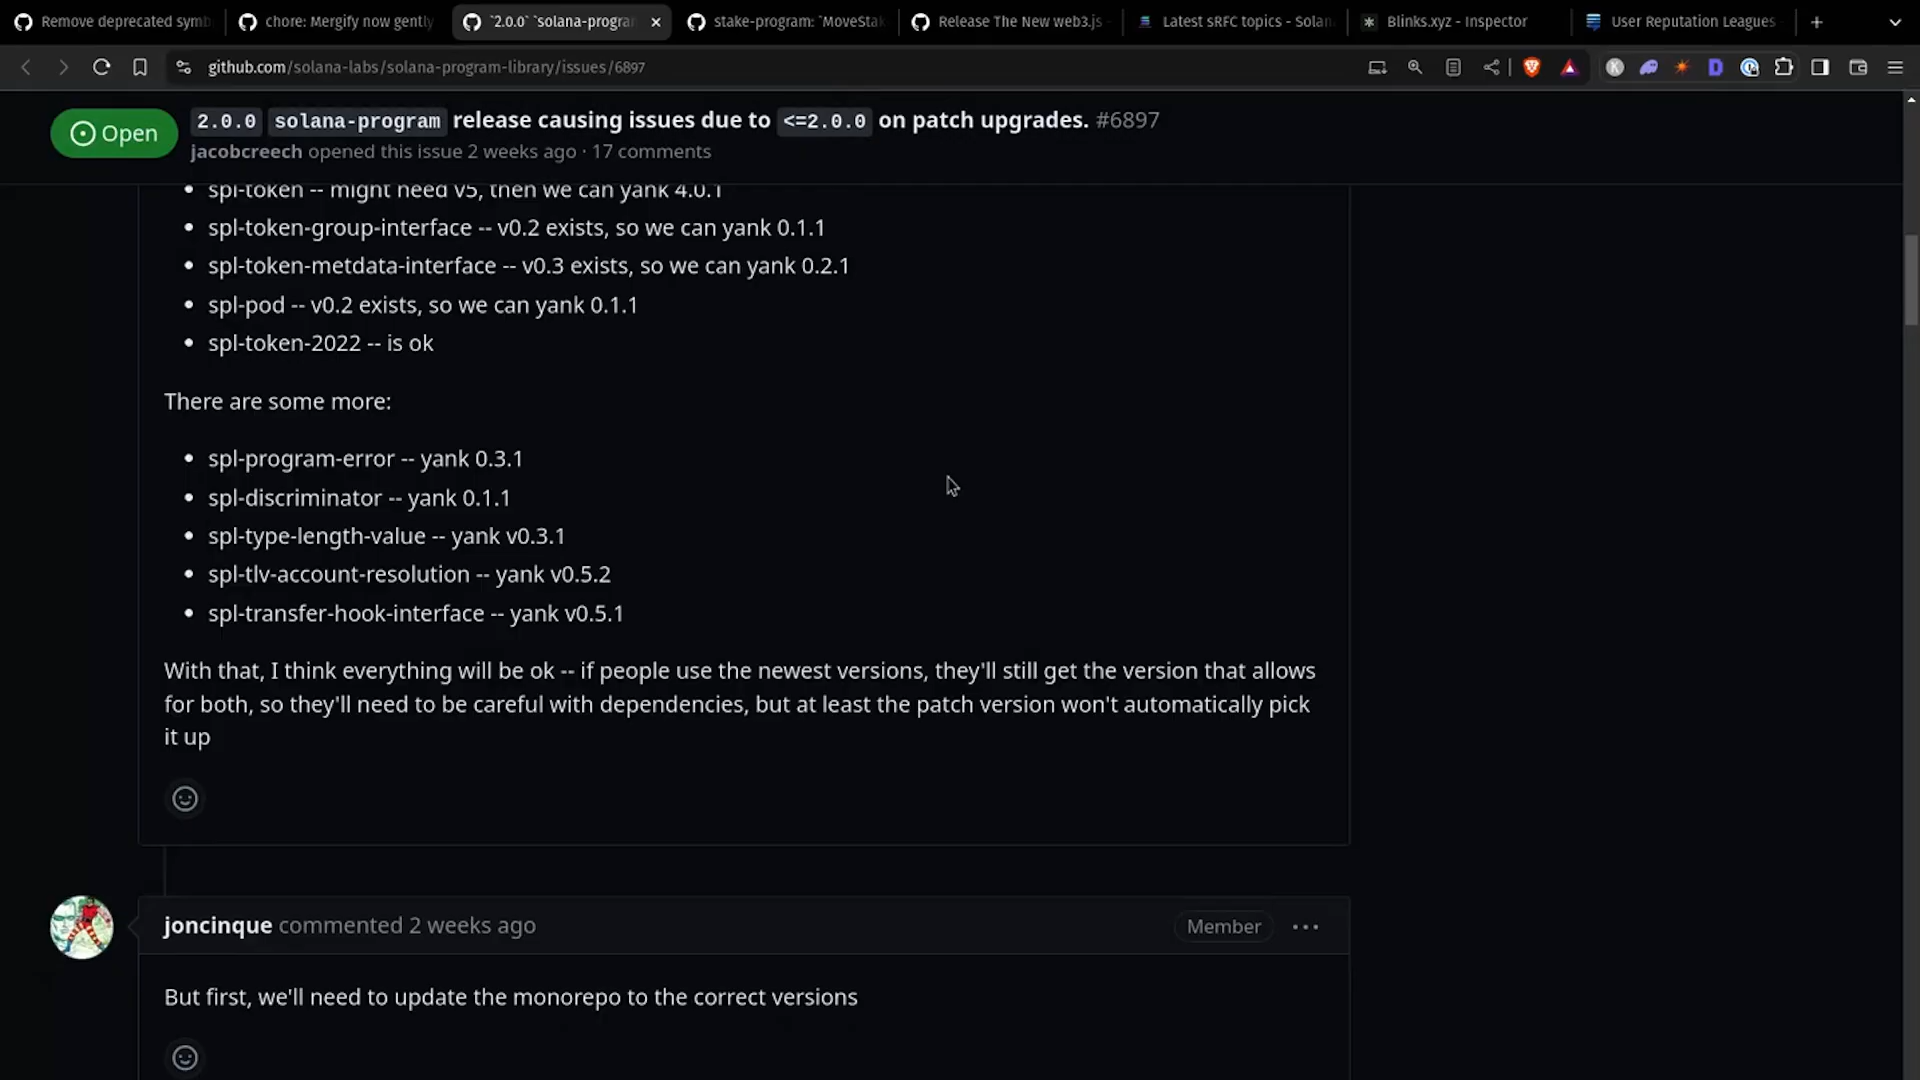 Remove deprecated symb
chore: Mergify now gently
`2.0.0` `solana-program
stake-program: `MoveStak
Release The New web3.js
Latest sRFC topics - Solan
Blinks.xyz - Inspector
User Reputation Leagues
github.com/solana-labs/solana-program-library/issues/6897
Open
2.0.0 solana-program release causing issues due to <=2.0.0 on patch upgrades. #6897
jacobcreech opened this issue 2 weeks ago · 17 comments
• spl-token -- might need v5, then we can yank 4.0.1
• spl-token-group-interface -- v0.2 exists, so we can yank 0.1.1
• spl-token-metdata-interface -- v0.3 exists, so we can yank 0.2.1
• spl-pod -- v0.2 exists, so we can yank 0.1.1
• spl-token-2022 -- is ok
There are some more:
• spl-program-error -- yank 0.3.1
• spl-discriminator -- yank 0.1.1
• spl-type-length-value -- yank v0.3.1
• spl-tlv-account-resolution -- yank v0.5.2
• spl-transfer-hook-interface -- yank v0.5.1
With that, I think everything will be ok -- if people use the newest versions, they'll still get the version that allows
for both, so they'll need to be careful with dependencies, but at least the patch version won't automatically pick
it up
joncinque commented 2 weeks ago
Member
But first, we'll need to update the monorepo to the correct versions